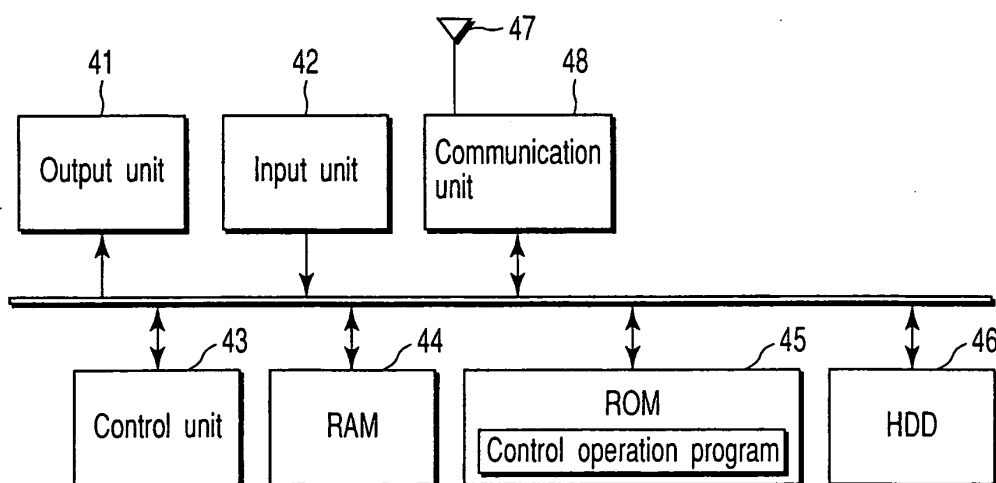 47
41
42
48
Output unit
Input unit
Communication
unit
43
44
45
46
Control unit
RAM
ROM
HDD
Control operation program